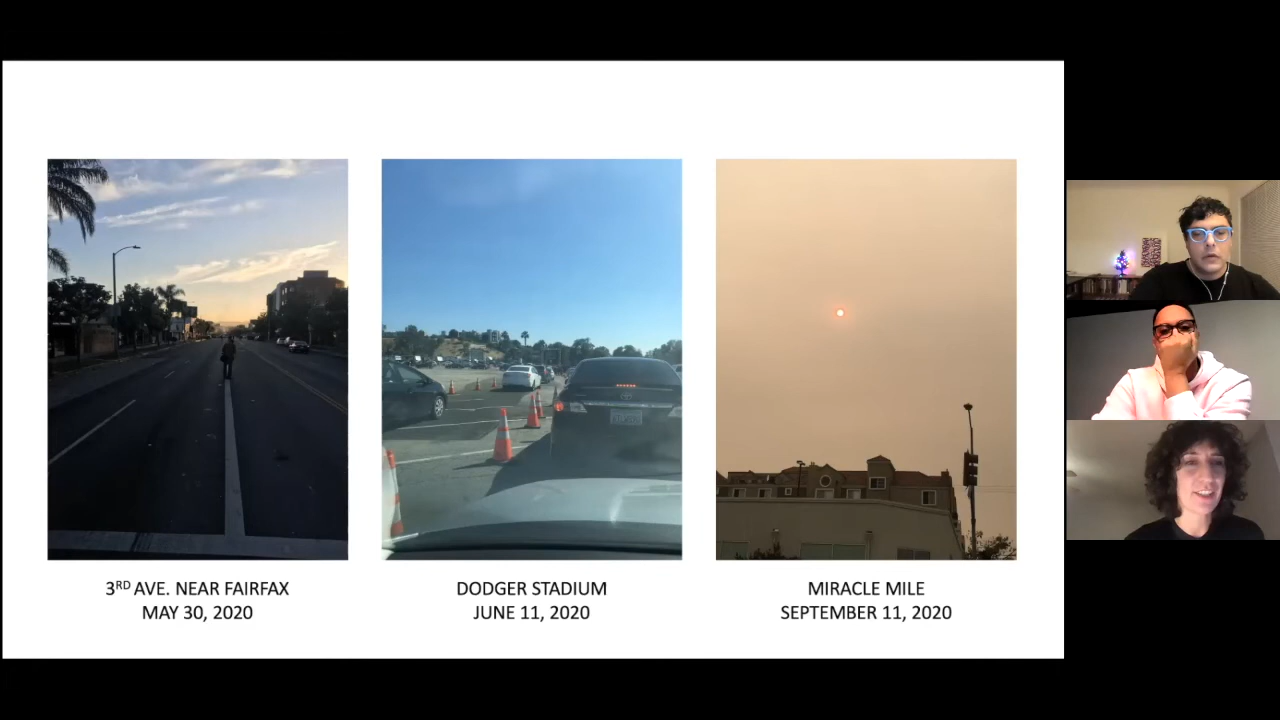 3RD AVE. NEAR FAIRFAX
MAY 30, 2020
DODGER STADIUM
JUNE 11, 2020
MIRACLE MILE
SEPTEMBER 11, 2020